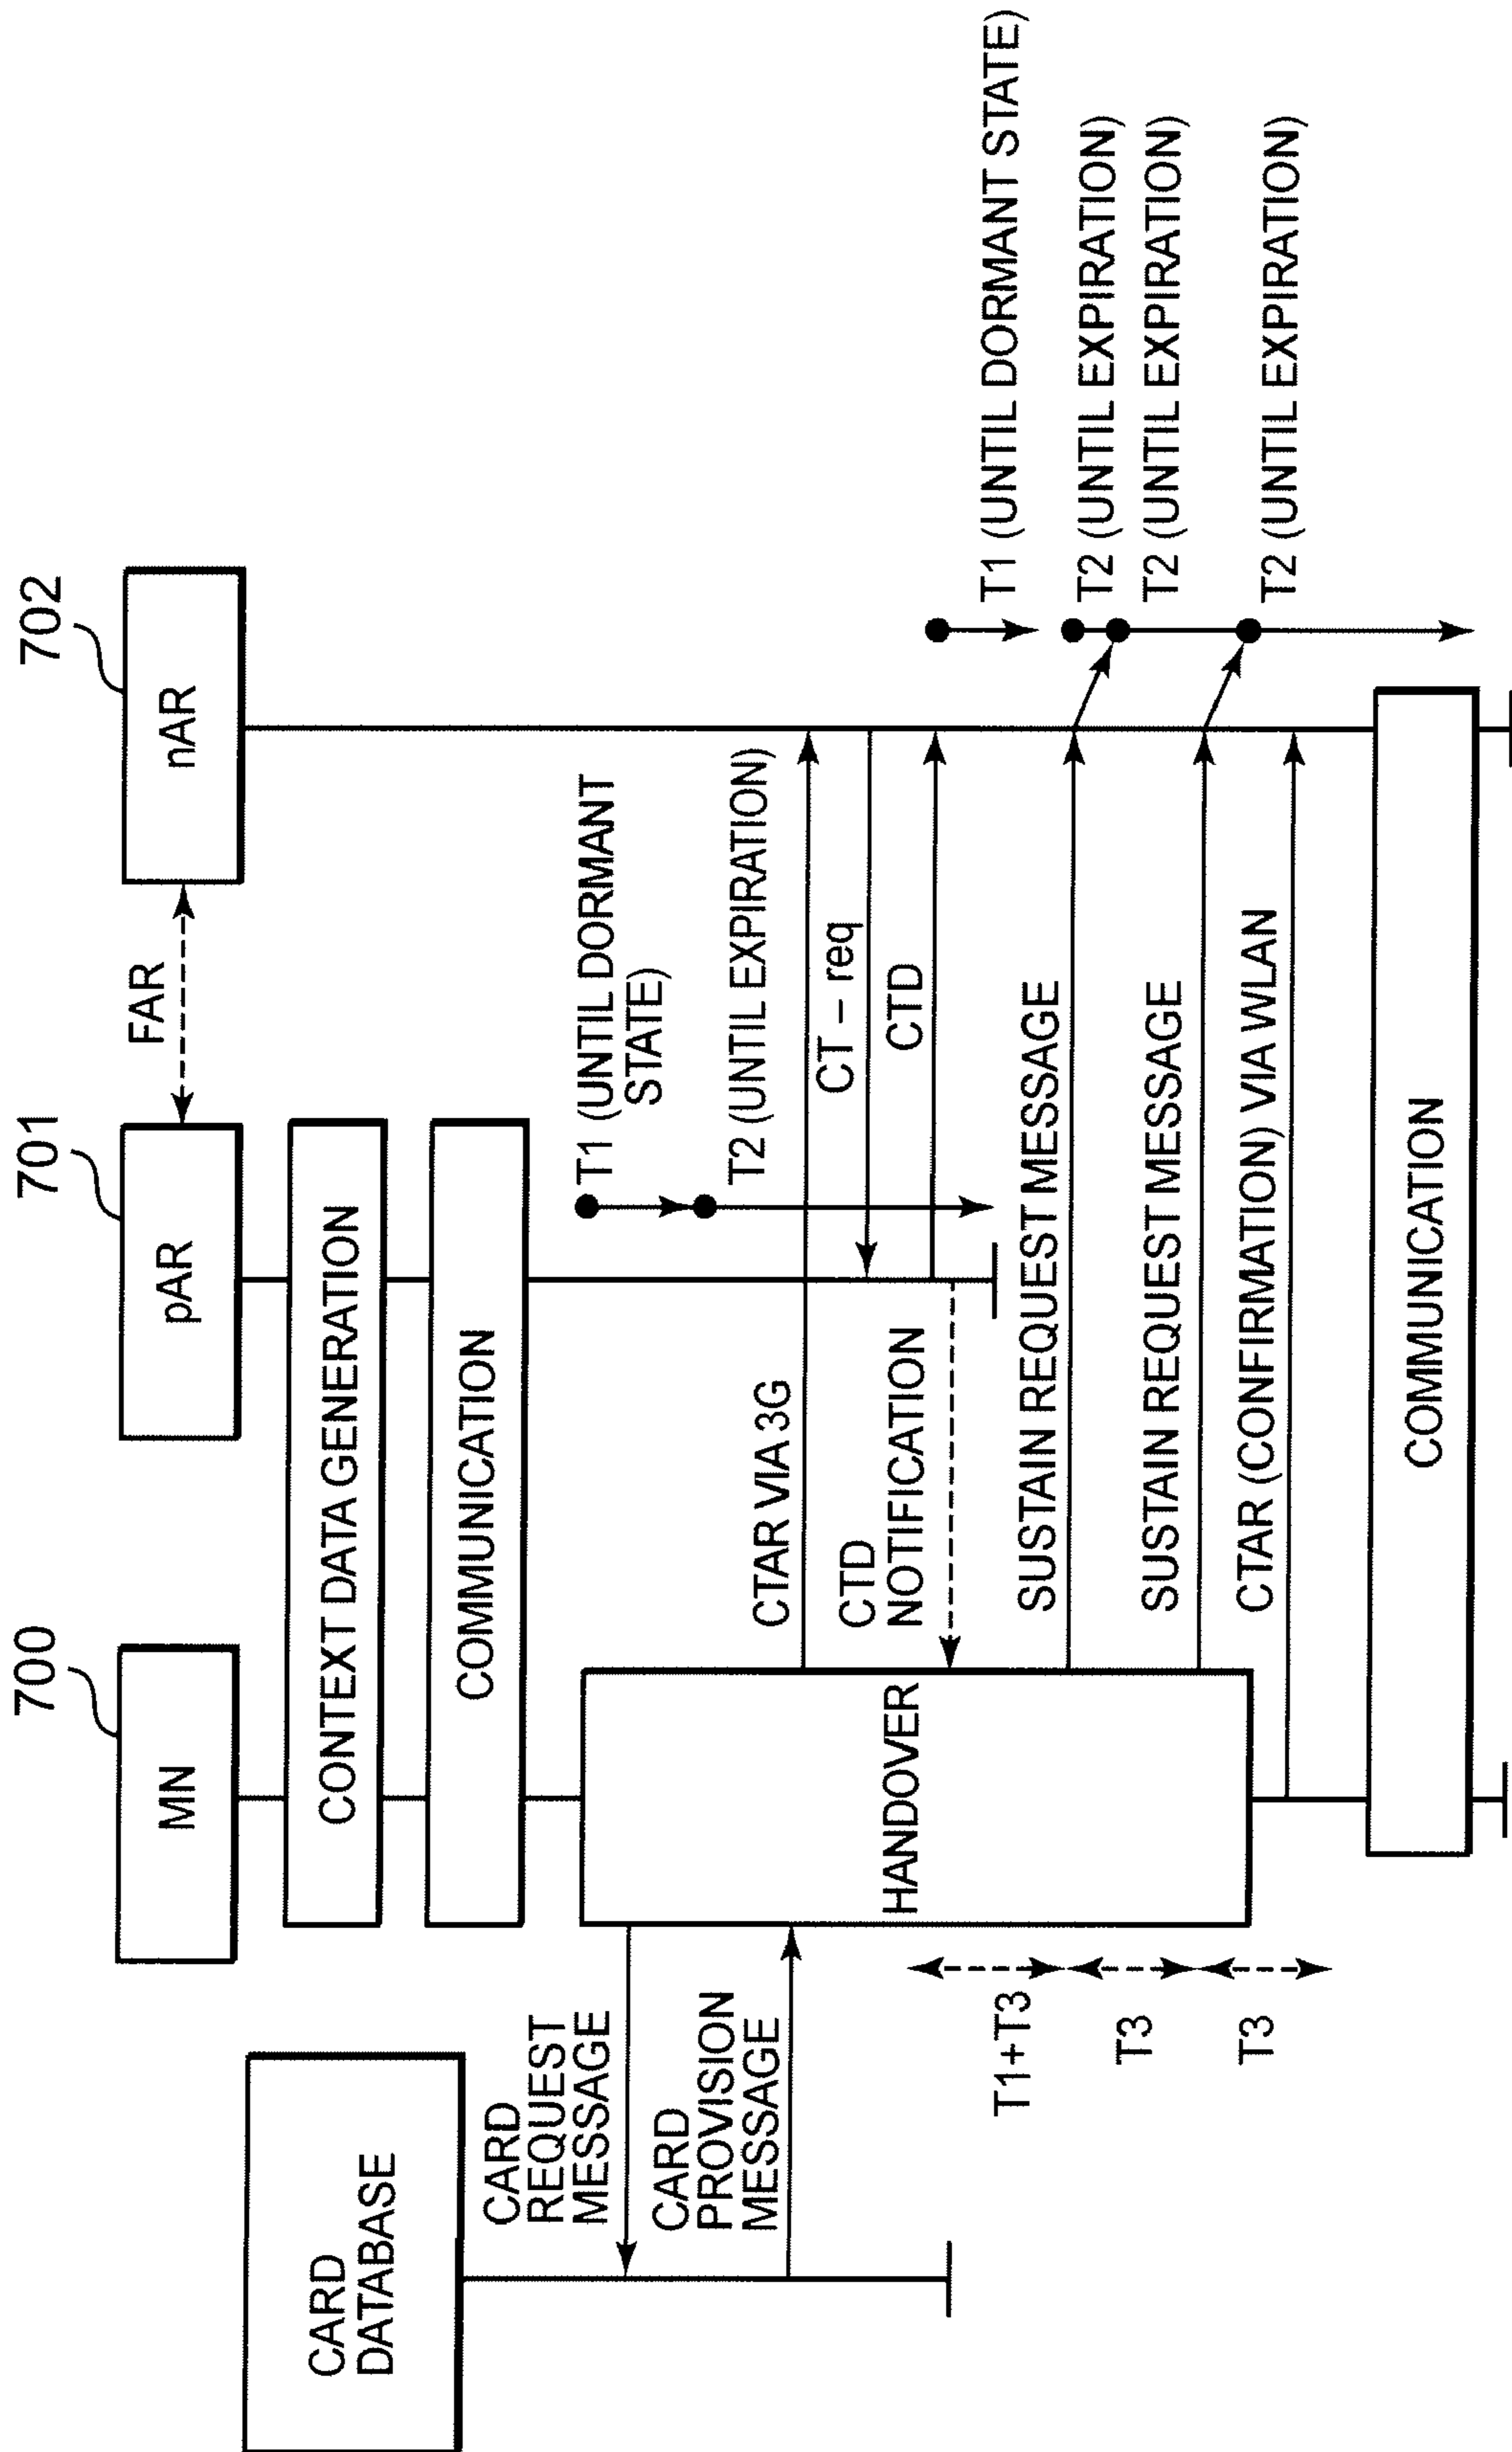 CARD
DATABASE
700
MN
701
pAR
FAR
702
nAR
CONTEXT DATA GENERATION
COMMUNICATION
CARD
REQUEST
MESSAGE
CARD
PROVISION
MESSAGE
HANDOVER
T1 (UNTIL DORMANT
STATE)
T2 (UNTIL EXPIRATION)
CTAR VIA 3G
CT – req
CTD
CTD
NOTIFICATION
T1 (UNTIL DORMANT STATE)
T1+T3
SUSTAIN REQUEST MESSAGE
T2 (UNTIL EXPIRATION)
T2 (UNTIL EXPIRATION)
T3
SUSTAIN REQUEST MESSAGE
T2 (UNTIL EXPIRATION)
T3
CTAR (CONFIRMATION) VIA WLAN
COMMUNICATION